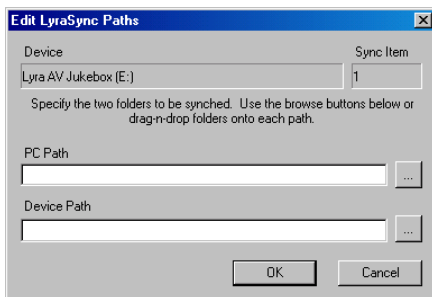 Edit LyraSync Paths
Device Sync Item
Lyra AV Jukebox (E:) 1
Specify the two folders to be synched. Use the browse buttons below or
drag-n-drop folders onto each path.
PC Path
...
Device Path
...
OK Cancel